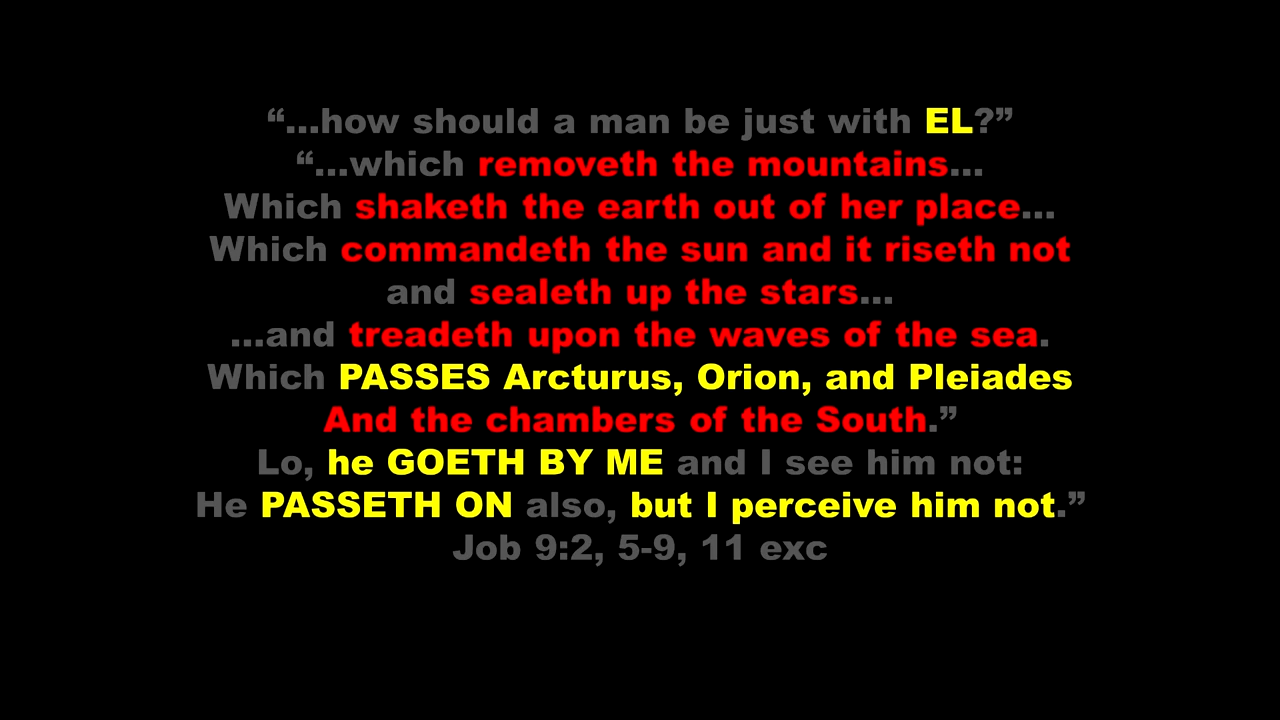 “...how should a man be just with EL?”
“...which removeth the mountains...
Which shaketh the earth out of her place...
Which commandeth the sun and it riseth not
and sealeth up the stars...
...and treadeth upon the waves of the sea.
Which PASSES Arcturus, Orion, and Pleiades
And the chambers of the South.”
Lo, he GOETH BY ME and I see him not:
He PASSETH ON also, but I perceive him not.”
Job 9:2, 5-9, 11 exc